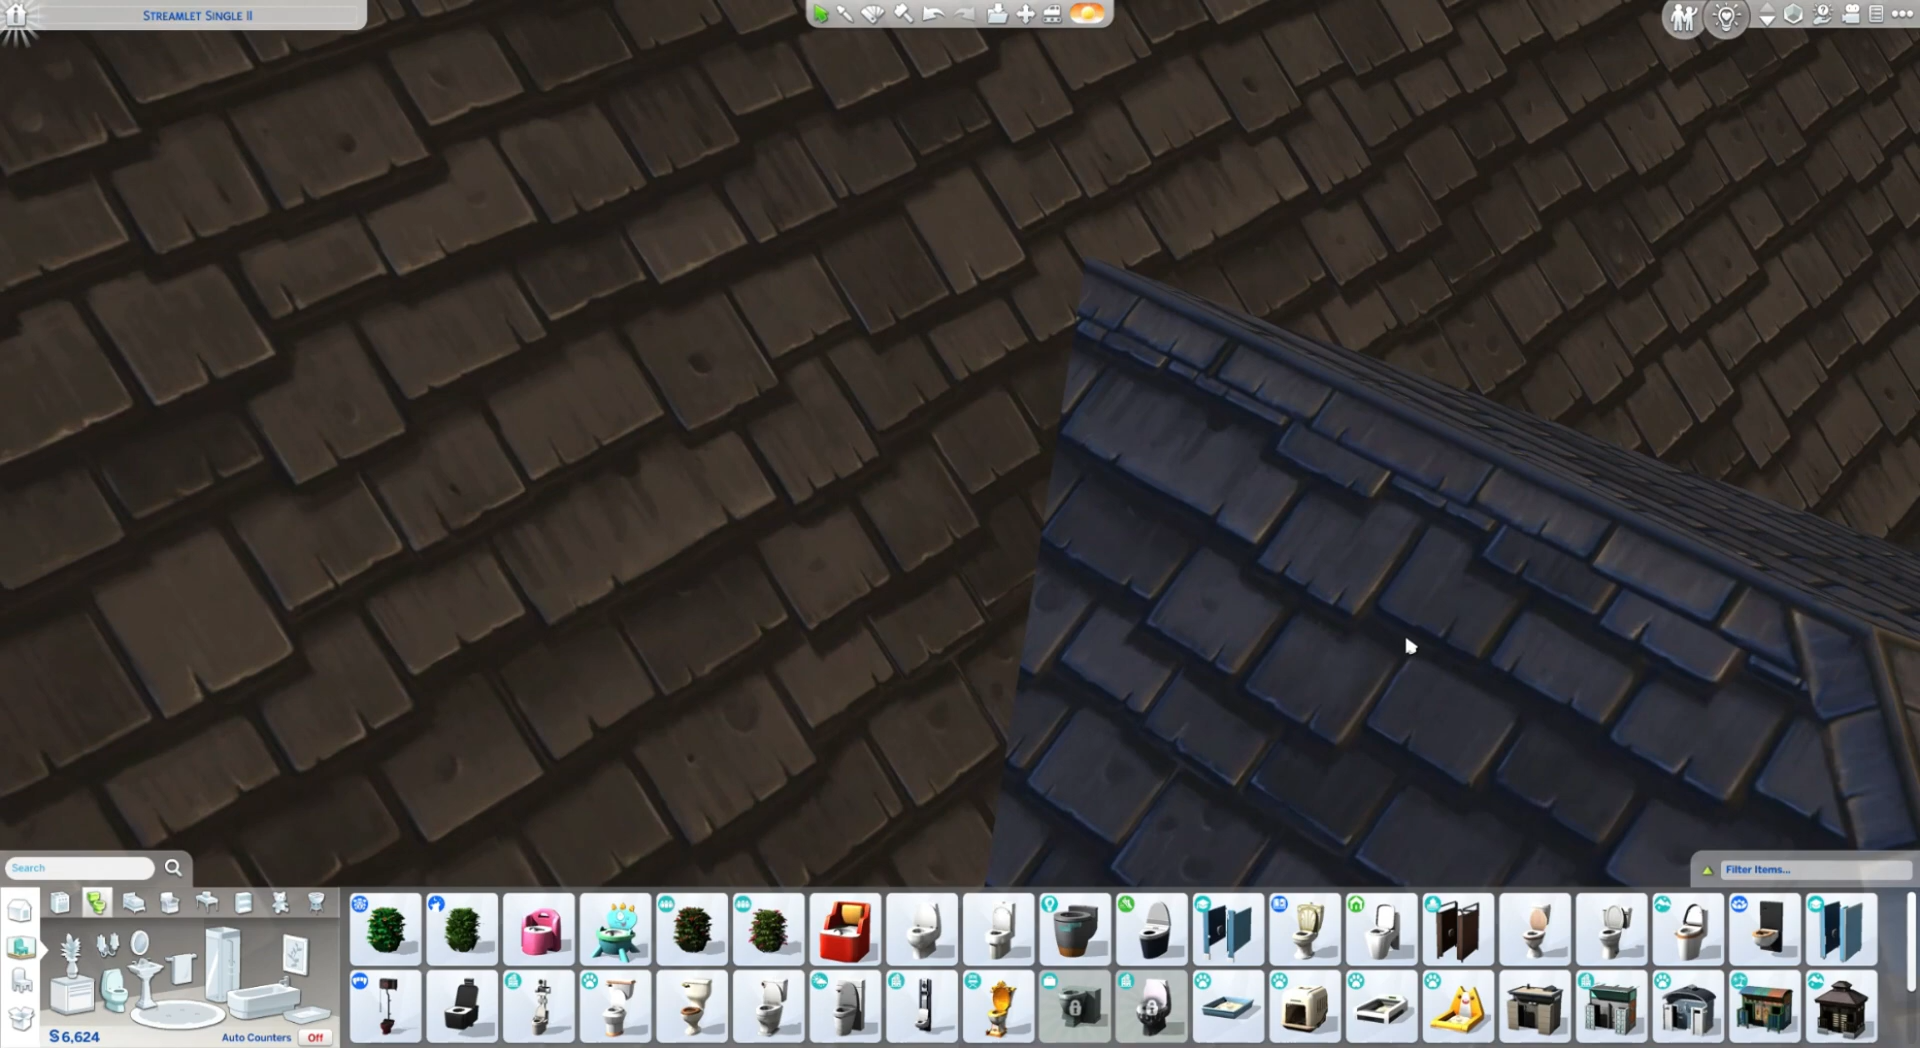 STREAMLET SINGLE II
Search
Filter Items...
§6,624
Auto Counters Off